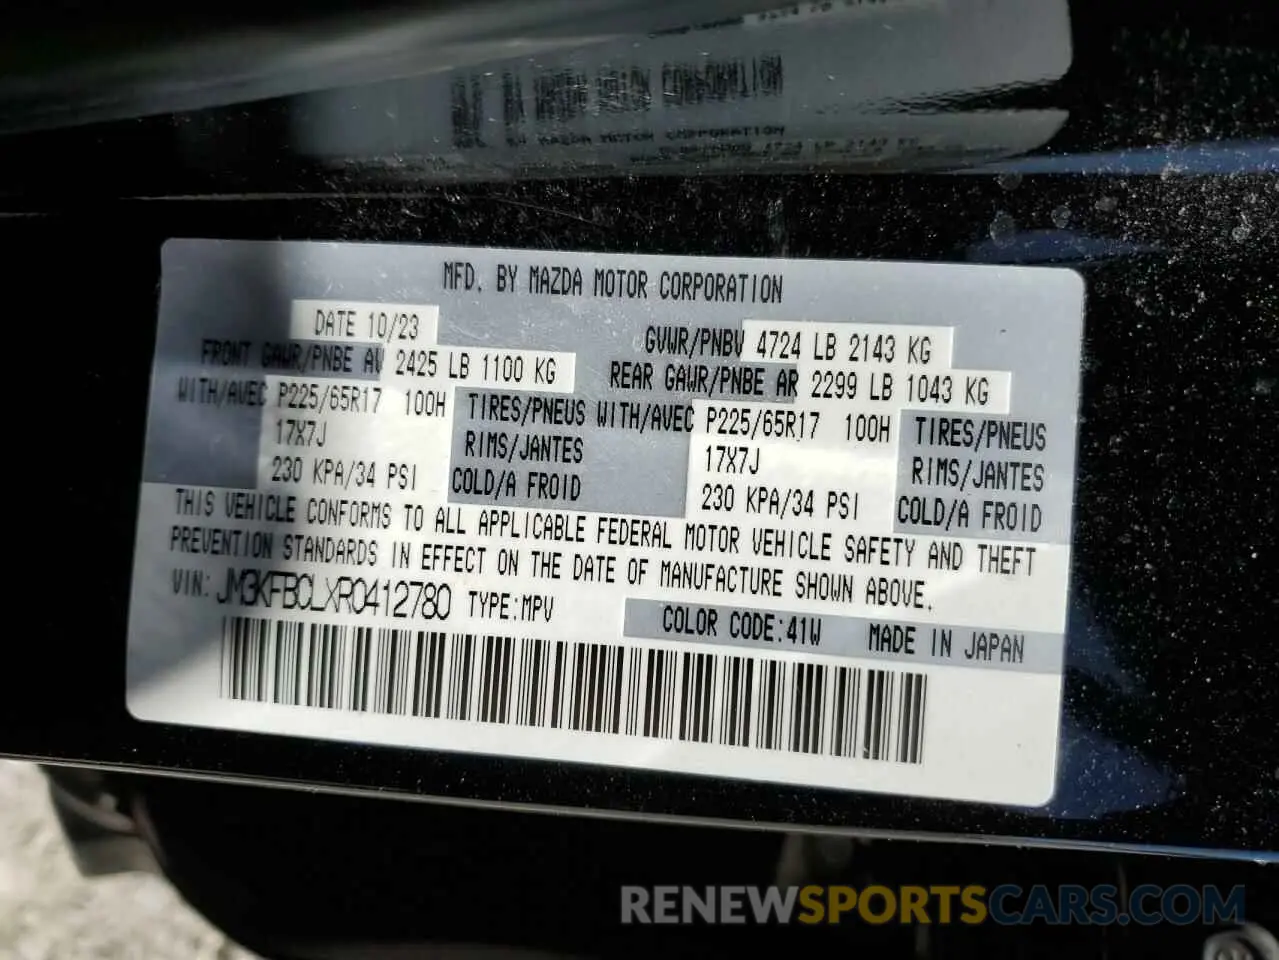 MFD. BY MAZDA MOTOR CORPORATION
DATE 10/23 GVWR/PNBV 4724 LB 2143 KG
FRONT GAWR/PNBE AV 2425 LB 1100 KG REAR GAWR/PNBE AR 2299 LB 1043 KG
WITH/AVEC P225/65R17 100H TIRES/PNEUS WITH/AVEC P225/65R17 100H TIRES/PNEUS
17X7J RIMS/JANTES 17X7J RIMS/JANTES
230 KPA/34 PSI COLD/A FROID 230 KPA/34 PSI COLD/A FROID
THIS VEHICLE CONFORMS TO ALL APPLICABLE FEDERAL MOTOR VEHICLE SAFETY AND THEFT
PREVENTION STANDARDS IN EFFECT ON THE DATE OF MANUFACTURE SHOWN ABOVE.
VIN: JM3KFBCLXR0412780 TYPE:MPV COLOR CODE:41W MADE IN JAPAN
RENEWSPORTSCARS.COM